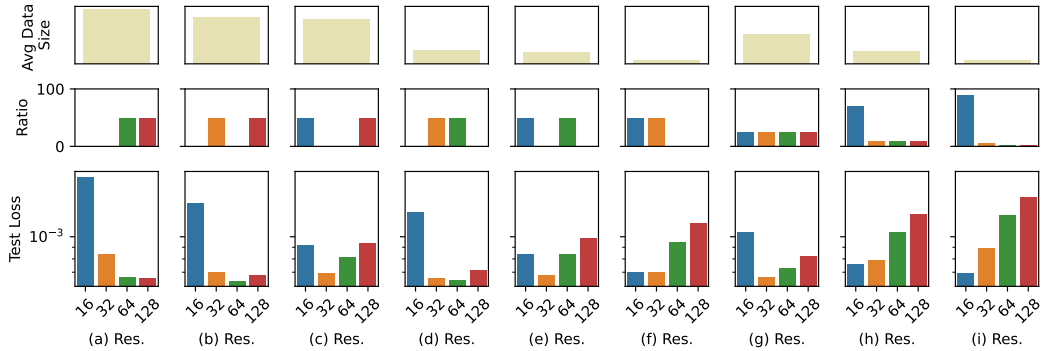 Avg Data
Size
Ratio
100
0
Test Loss
10⁻³
16 32 64 128
16 32 64 128
16 32 64 128
16 32 64 128
16 32 64 128
16 32 64 128
16 32 64 128
16 32 64 128
16 32 64 128
(a) Res.
(b) Res.
(c) Res.
(d) Res.
(e) Res.
(f) Res.
(g) Res.
(h) Res.
(i) Res.